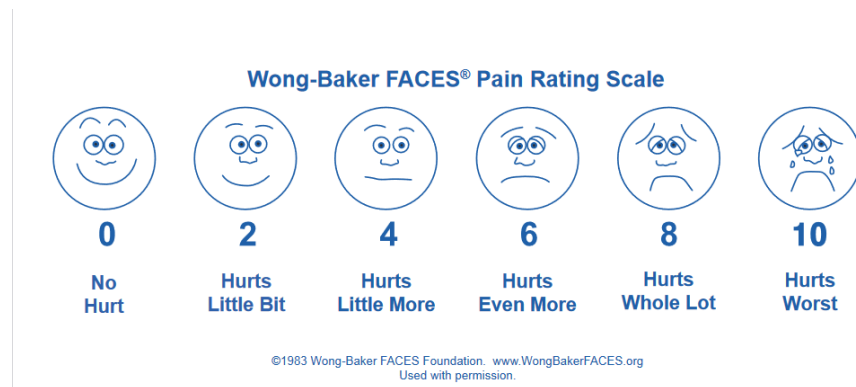 Wong-Baker FACES® Pain Rating Scale
0 2 4 6 8 10
No Hurts Hurts Hurts Hurts Hurts
Hurt Little Bit Little More Even More Whole Lot Worst
©1983 Wong-Baker FACES Foundation. www.WongBakerFACES.org
Used with permission.